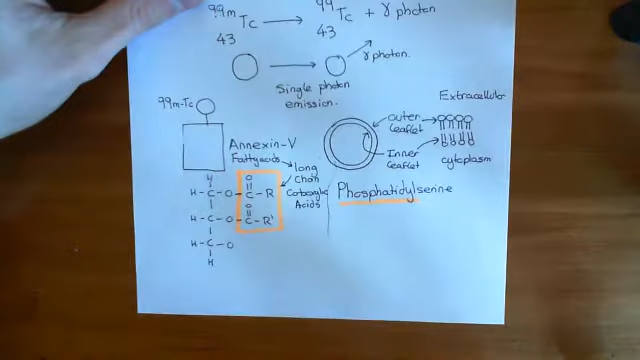 99m Tc → 99 Tc + γ photon
43 43
γ photon.
Single photon
emission.
99m-Tc
Annexin-V
Fatty acids
long
Chain
Carboxylic
Acids
H
H-C-O-C-R
O
H-C-O-C-R'
O
H-C-O
H
Extracellular
outer
leaflet
Inner
leaflet
cytoplasm
Phosphatidylserine